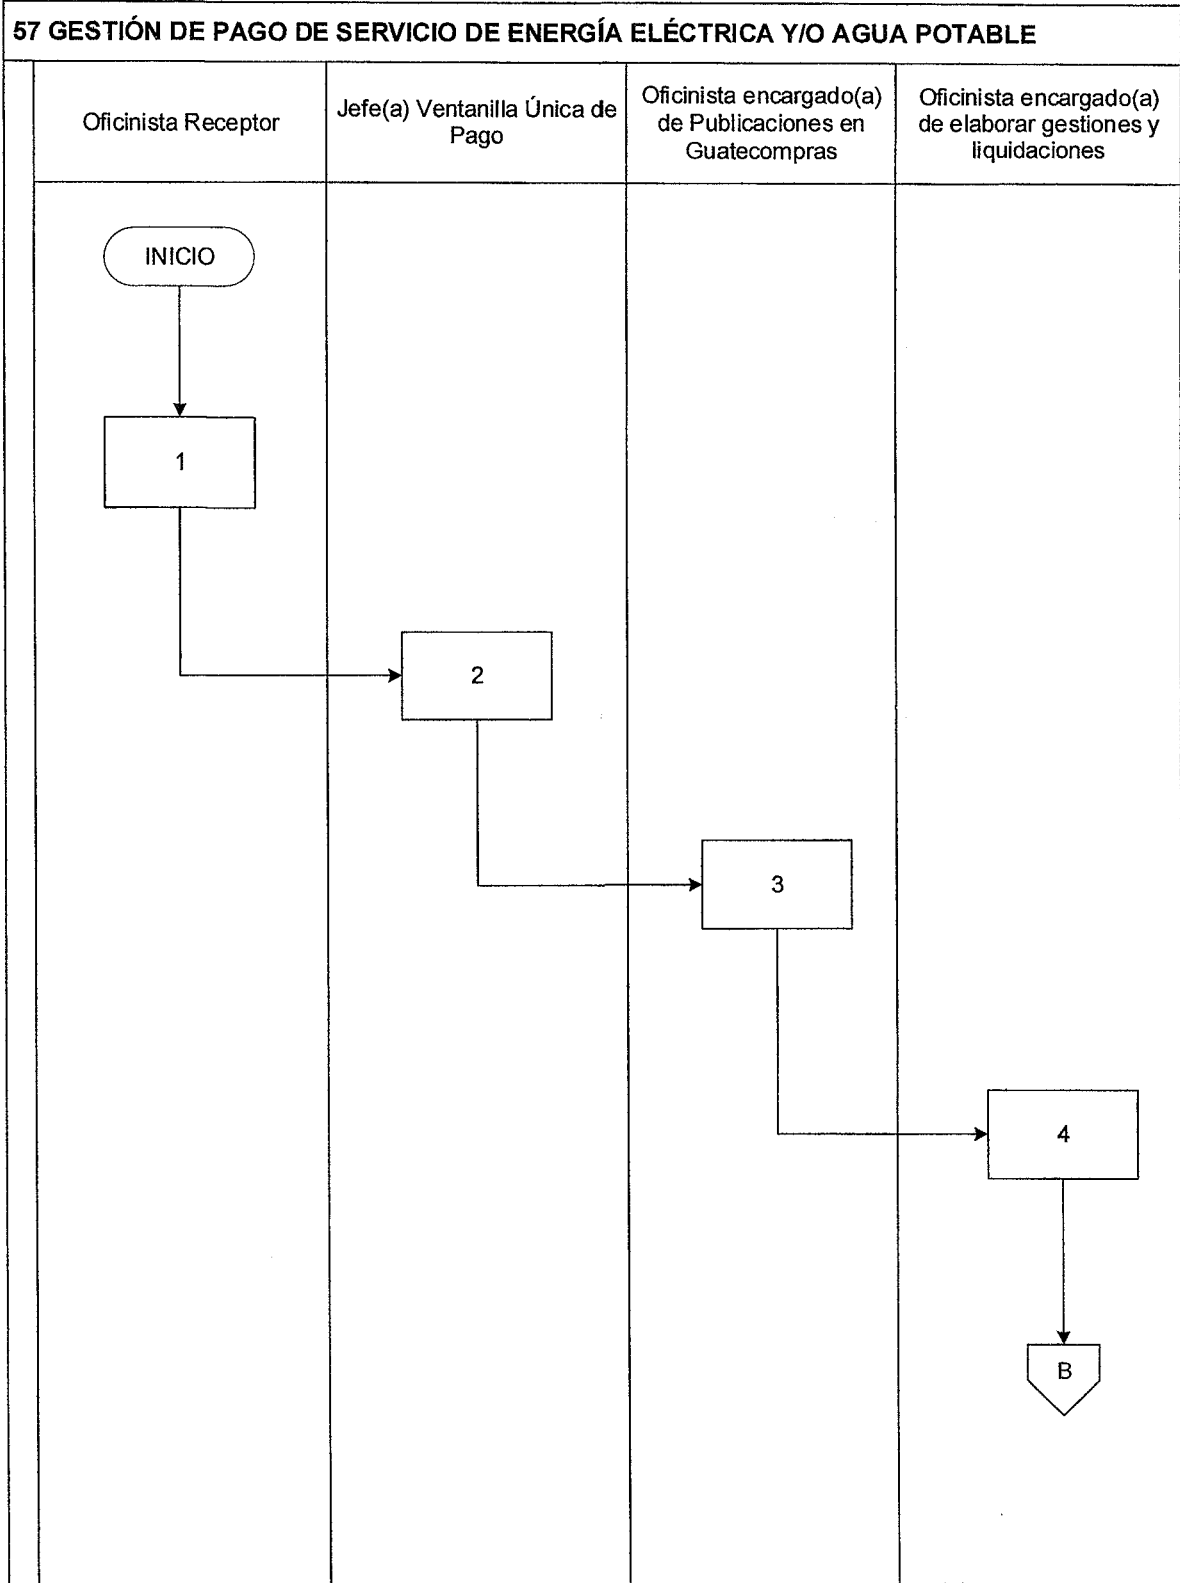 57 GESTIÓN DE PAGO DE SERVICIO DE ENERGÍA ELÉCTRICA Y/O AGUA POTABLE
Oficinista Receptor
Jefe(a) Ventanilla Única de
Pago
Oficinista encargado(a)
de Publicaciones en
Guatecompras
Oficinista encargado(a)
de elaborar gestiones y
liquidaciones
INICIO
1
2
3
4
B